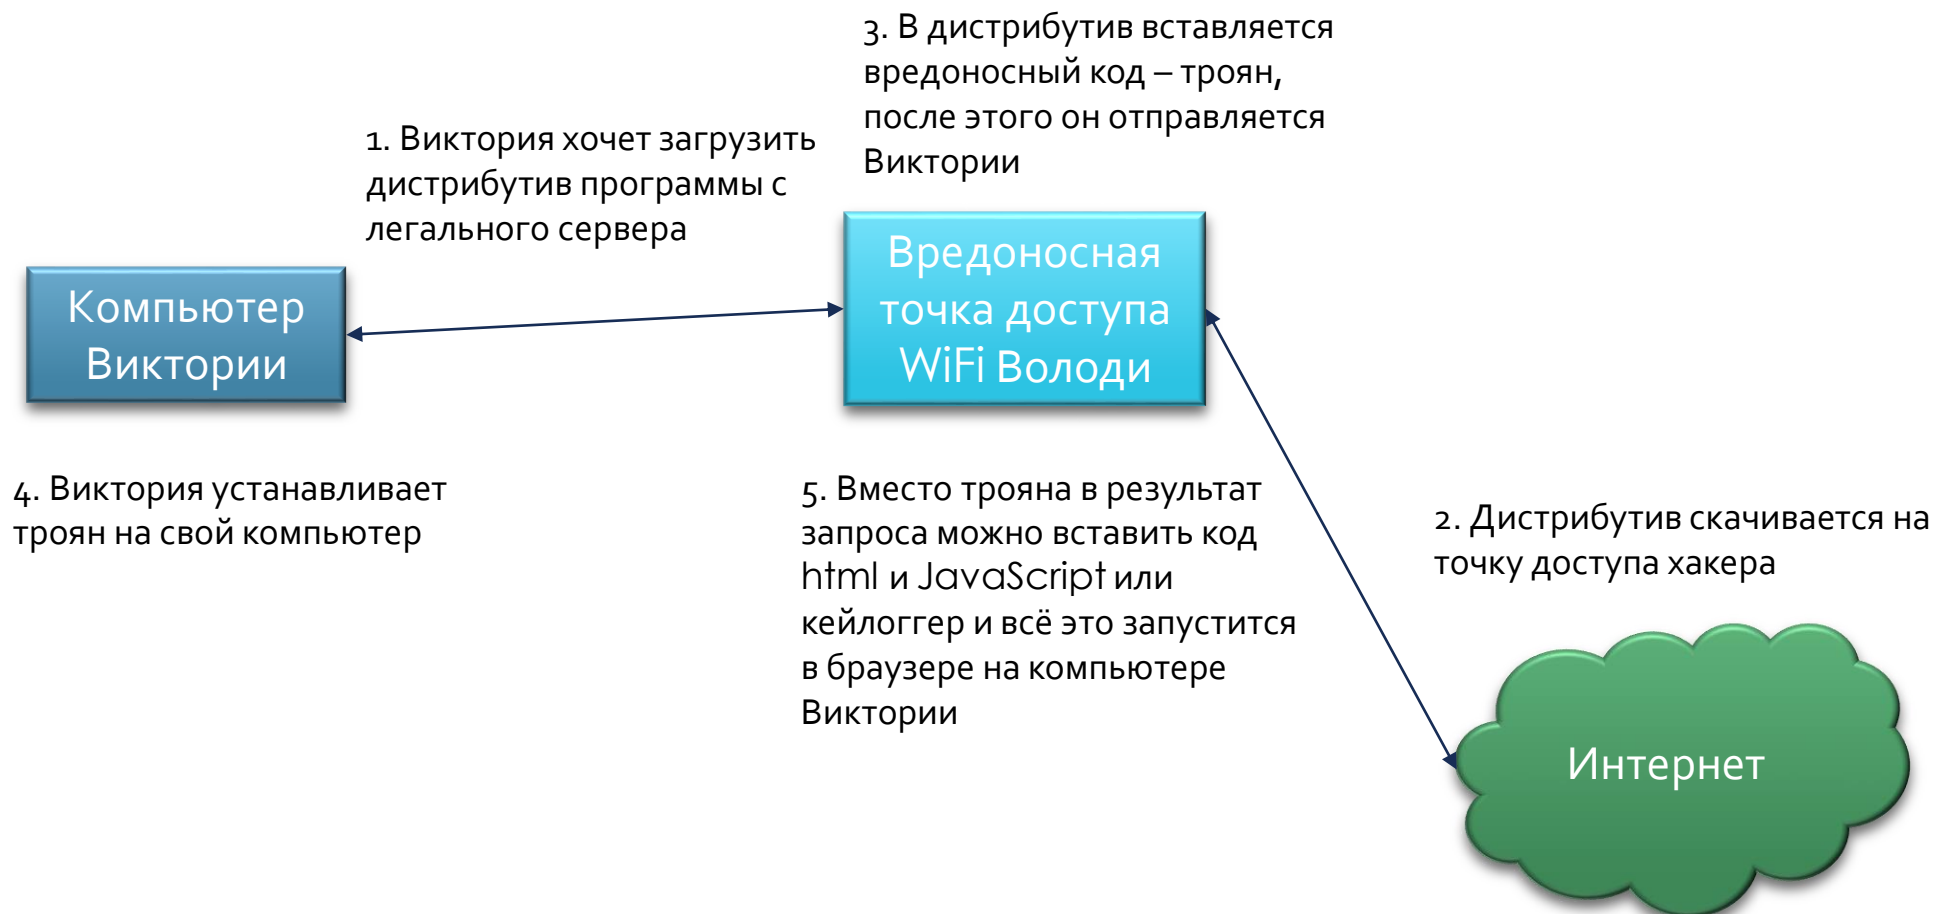 3. В дистрибутив вставляется
вредоносный код – троян,
после этого он отправляется
Виктории
1. Виктория хочет загрузить
дистрибутив программы с
легального сервера
Компьютер
Виктории
Вредоносная
точка доступа
WiFi Володи
4. Виктория устанавливает
троян на свой компьютер
5. Вместо трояна в результат
запроса можно вставить код
html и JavaScript или
кейлоггер и всё это запустится
в браузере на компьютере
Виктории
2. Дистрибутив скачивается на
точку доступа хакера
Интернет